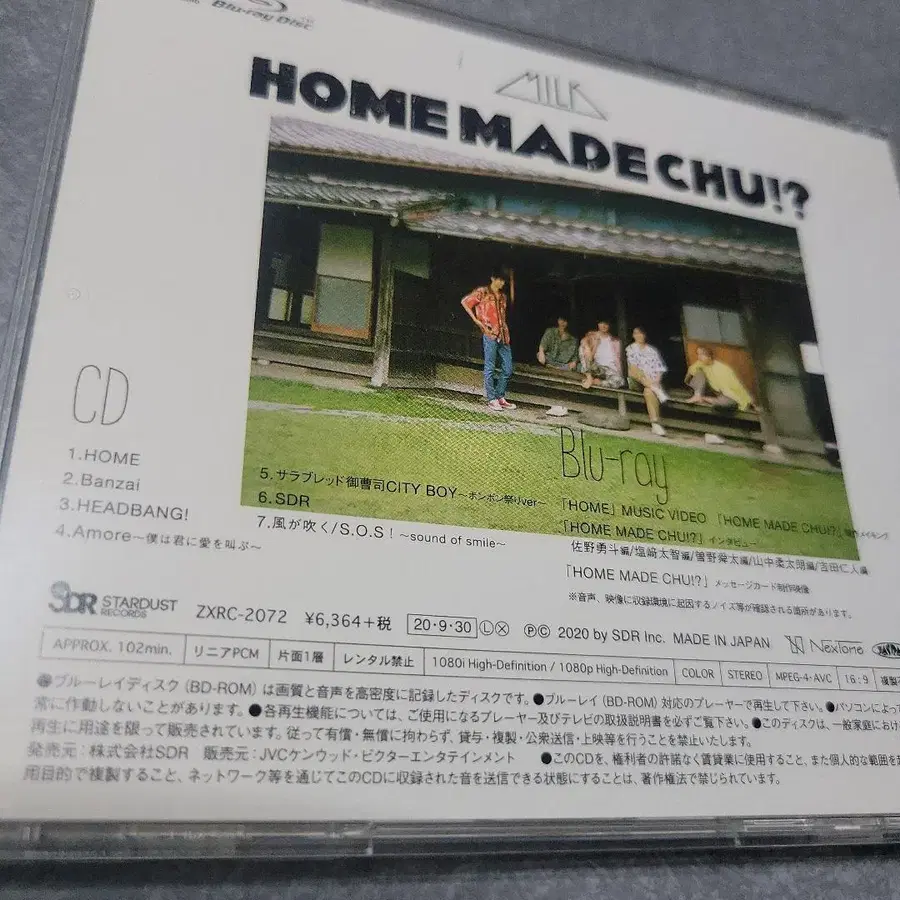 Blu-ray Disc
MILK
HOME MADE CHU!?
CD
1.HOME
2.Banzai
3.HEADBANG!
4.Amore～僕は君に愛を叫ぶ～
5.サラブレッド御曹司CITY BOY～ポンポン祭りver～
6.SDR
7.風が吹く/S.O.S！～sound of smile～
Blu-ray
「HOME」MUSIC VIDEO 「HOME MADE CHU!?」メイキング
「HOME MADE CHU!?」インタビュー
佐野勇斗編/塩﨑太智編/曽野舜太編/山中柔太朗編/吉田仁人編
「HOME MADE CHU!?」メッセージカード制作映像
※音声、映像に収録環境に起因するノイズ等が確認される箇所があります。
SDR STARDUST RECORDS ZXRC-2072 ¥6,364+税 20・9・30 Ⓛ Ⓧ ℗© 2020 by SDR Inc. MADE IN JAPAN NexTone
APPROX. 102min. リニアPCM 片面1層 レンタル禁止 1080i High-Definition / 1080p High-Definition COLOR STEREO MPEG-4・AVC 16:9
●ブルーレイディスク（BD-ROM）は画質と音声を高密度に記録したディスクです。●ブルーレイ（BD-ROM）対応のプレーヤーで再生して下さい。●パソコンによって
常に作動しないことがあります。●各再生機能については、ご使用になるプレーヤー及びテレビの取扱説明書を必ずご覧下さい。●このディスクは、一般家庭におけ
再生に用途を限って販売されています。従って有償・無償に拘わらず、貸与・複製・公衆送信・上映等を行うことを禁止いたします。
発売元：株式会社SDR 販売元：JVCケンウッド・ビクターエンタテインメント ●このCDを、権利者の許諾なく賃貸業に使用すること、また個人的な範囲を
用目的で複製すること、ネットワーク等を通じてこのCDに収録された音を送信できる状態にすることは、著作権法で禁じられています。